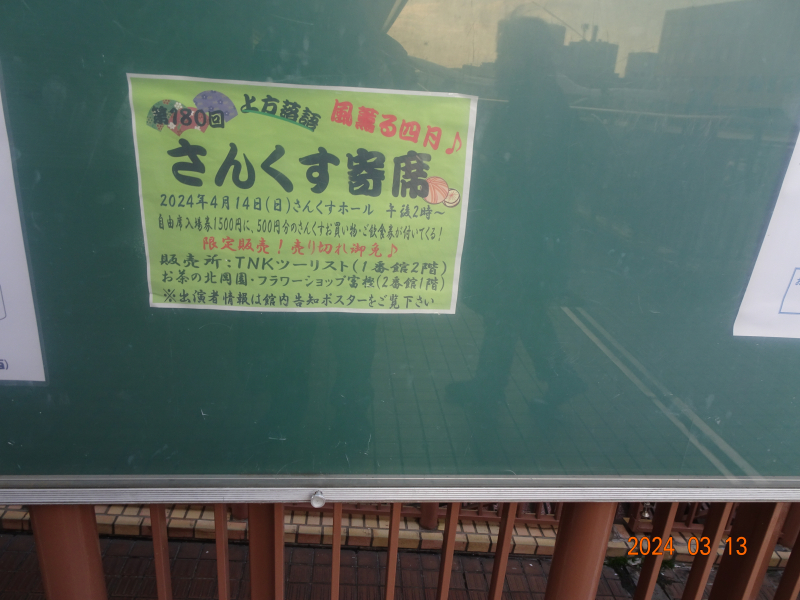 第180回
上方落語
風薫る四月♪
さんくす寄席
2024年4月14日(日)さんくすホール 午後2時～
自由席入場券1500円に、500円分のさんくすお買い物・ご飲食券が付いてくる!
限定販売!売り切れ御免♪
販売所:TNKツーリスト(1番館2階)
お茶の北岡園・フラワーショップ富樫(2番館1階)
※出演者情報は館内告知ポスターをご覧下さい
2024 03 13